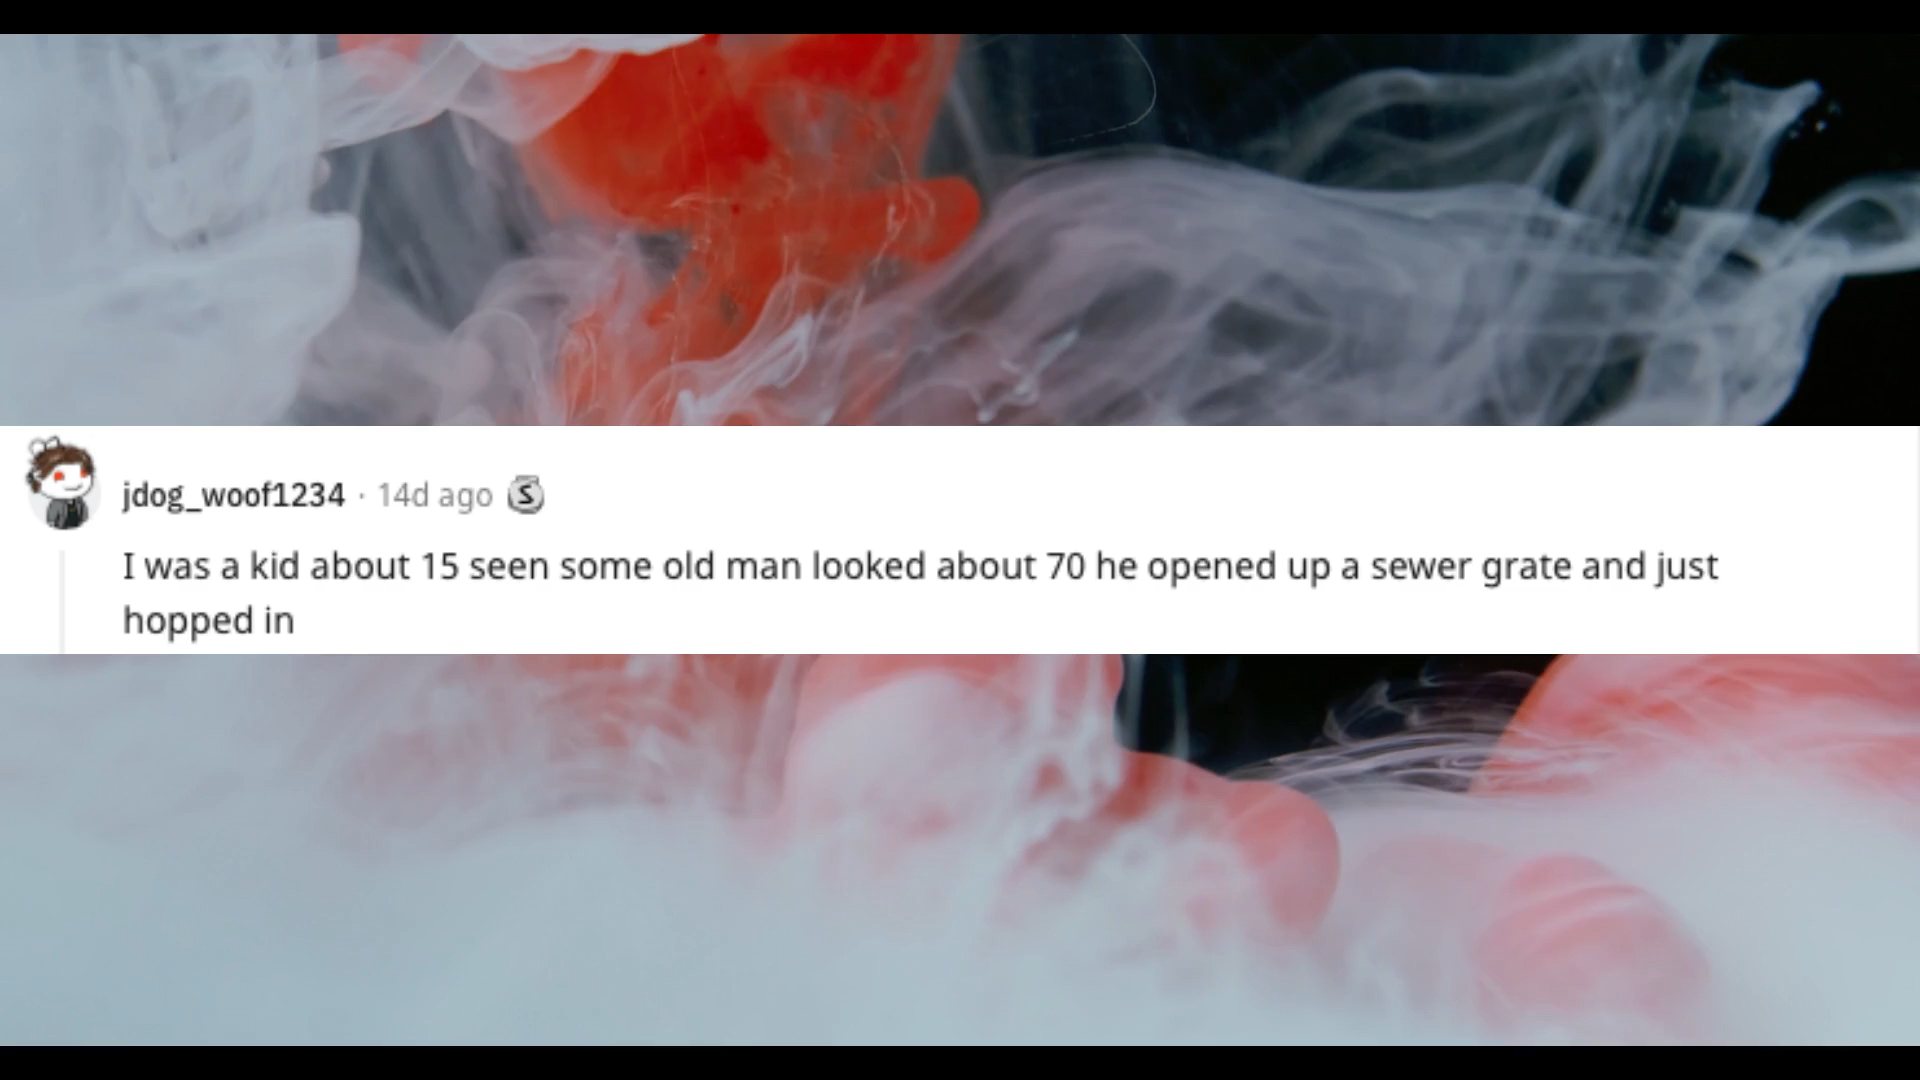 jdog_woof1234 · 14d ago S
I was a kid about 15 seen some old man looked about 70 he opened up a sewer grate and just
hopped in